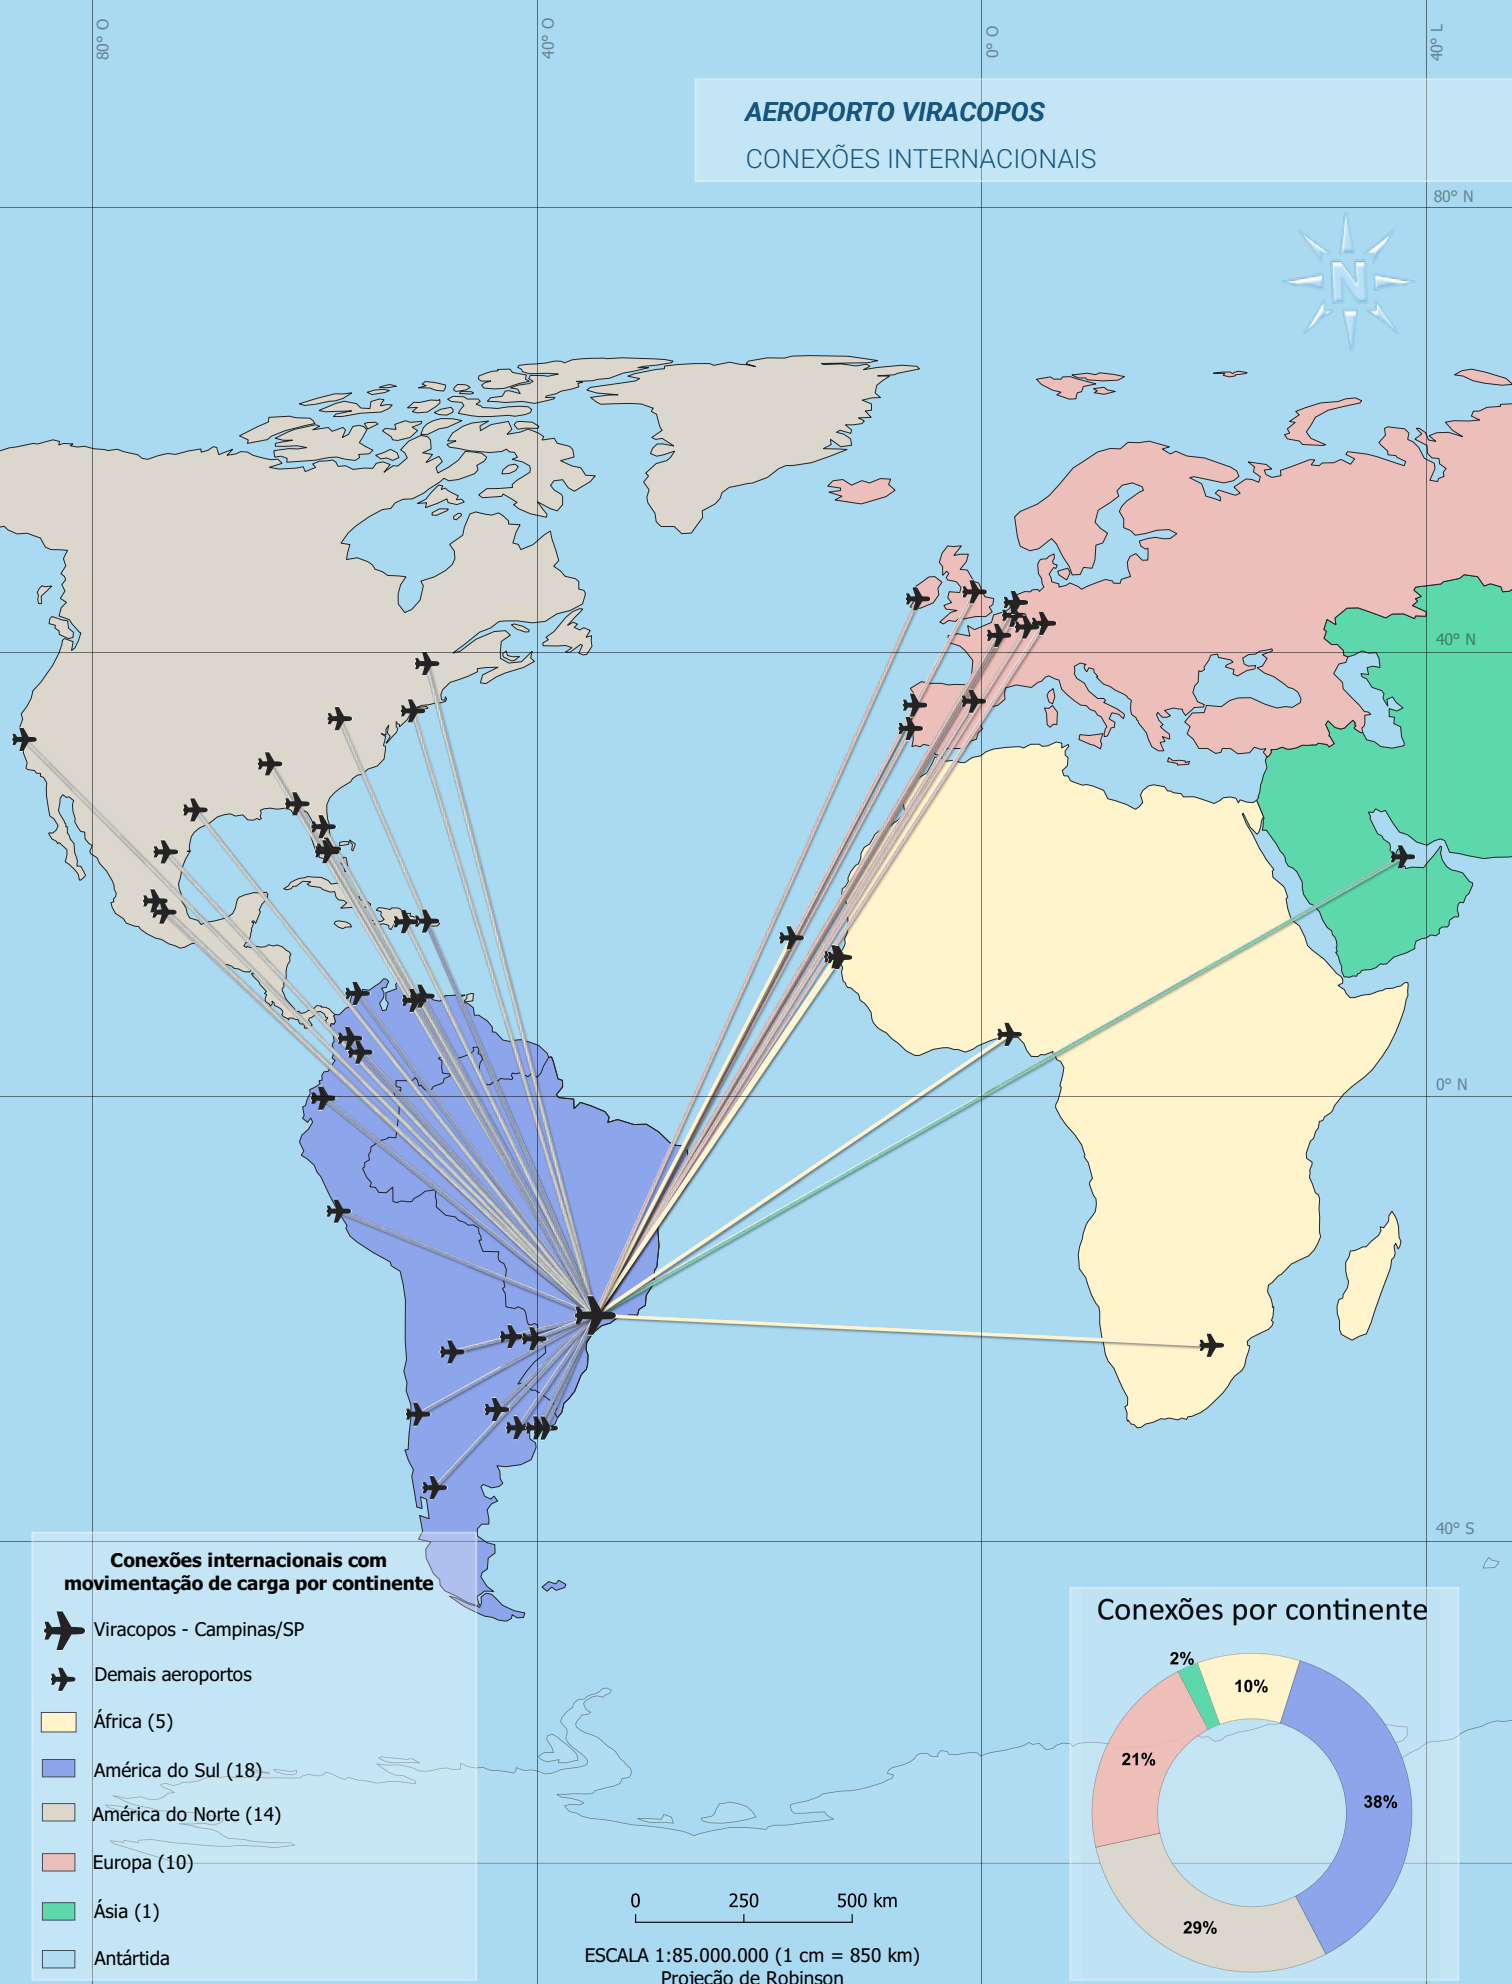 80° O
40° O
0° O
40° L
AEROPORTO VIRACOPOS
CONEXÕES INTERNACIONAIS
80° N
N
40° N
0° N
40° S
Conexões internacionais com
movimentação de carga por continente
Viracopos - Campinas/SP
Demais aeroportos
África (5)
América do Sul (18)
América do Norte (14)
Europa (10)
Ásia (1)
Antártida
0 250 500 km
ESCALA 1:85.000.000 (1 cm = 850 km)
Projeção de Robinson
Conexões por continente
2%
10%
21%
38%
29%